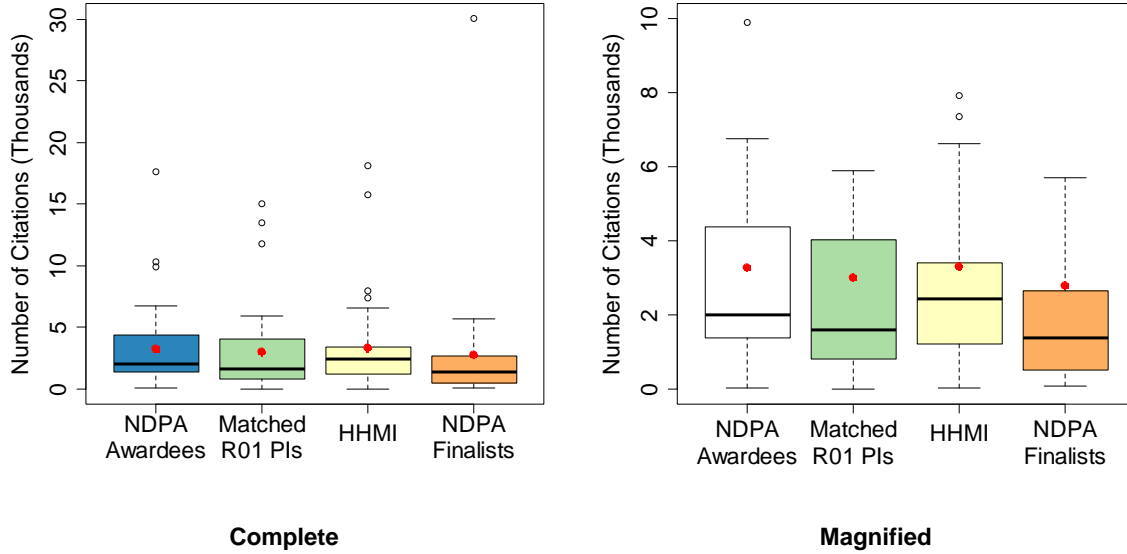 Number of Citations (Thousands)
30
25
20
15
10
5
0
NDPA
Awardees
Matched
R01 PIs
HHMI
NDPA
Finalists
Complete
Number of Citations (Thousands)
10
8
6
4
2
0
NDPA
Awardees
Matched
R01 PIs
HHMI
NDPA
Finalists
Magnified